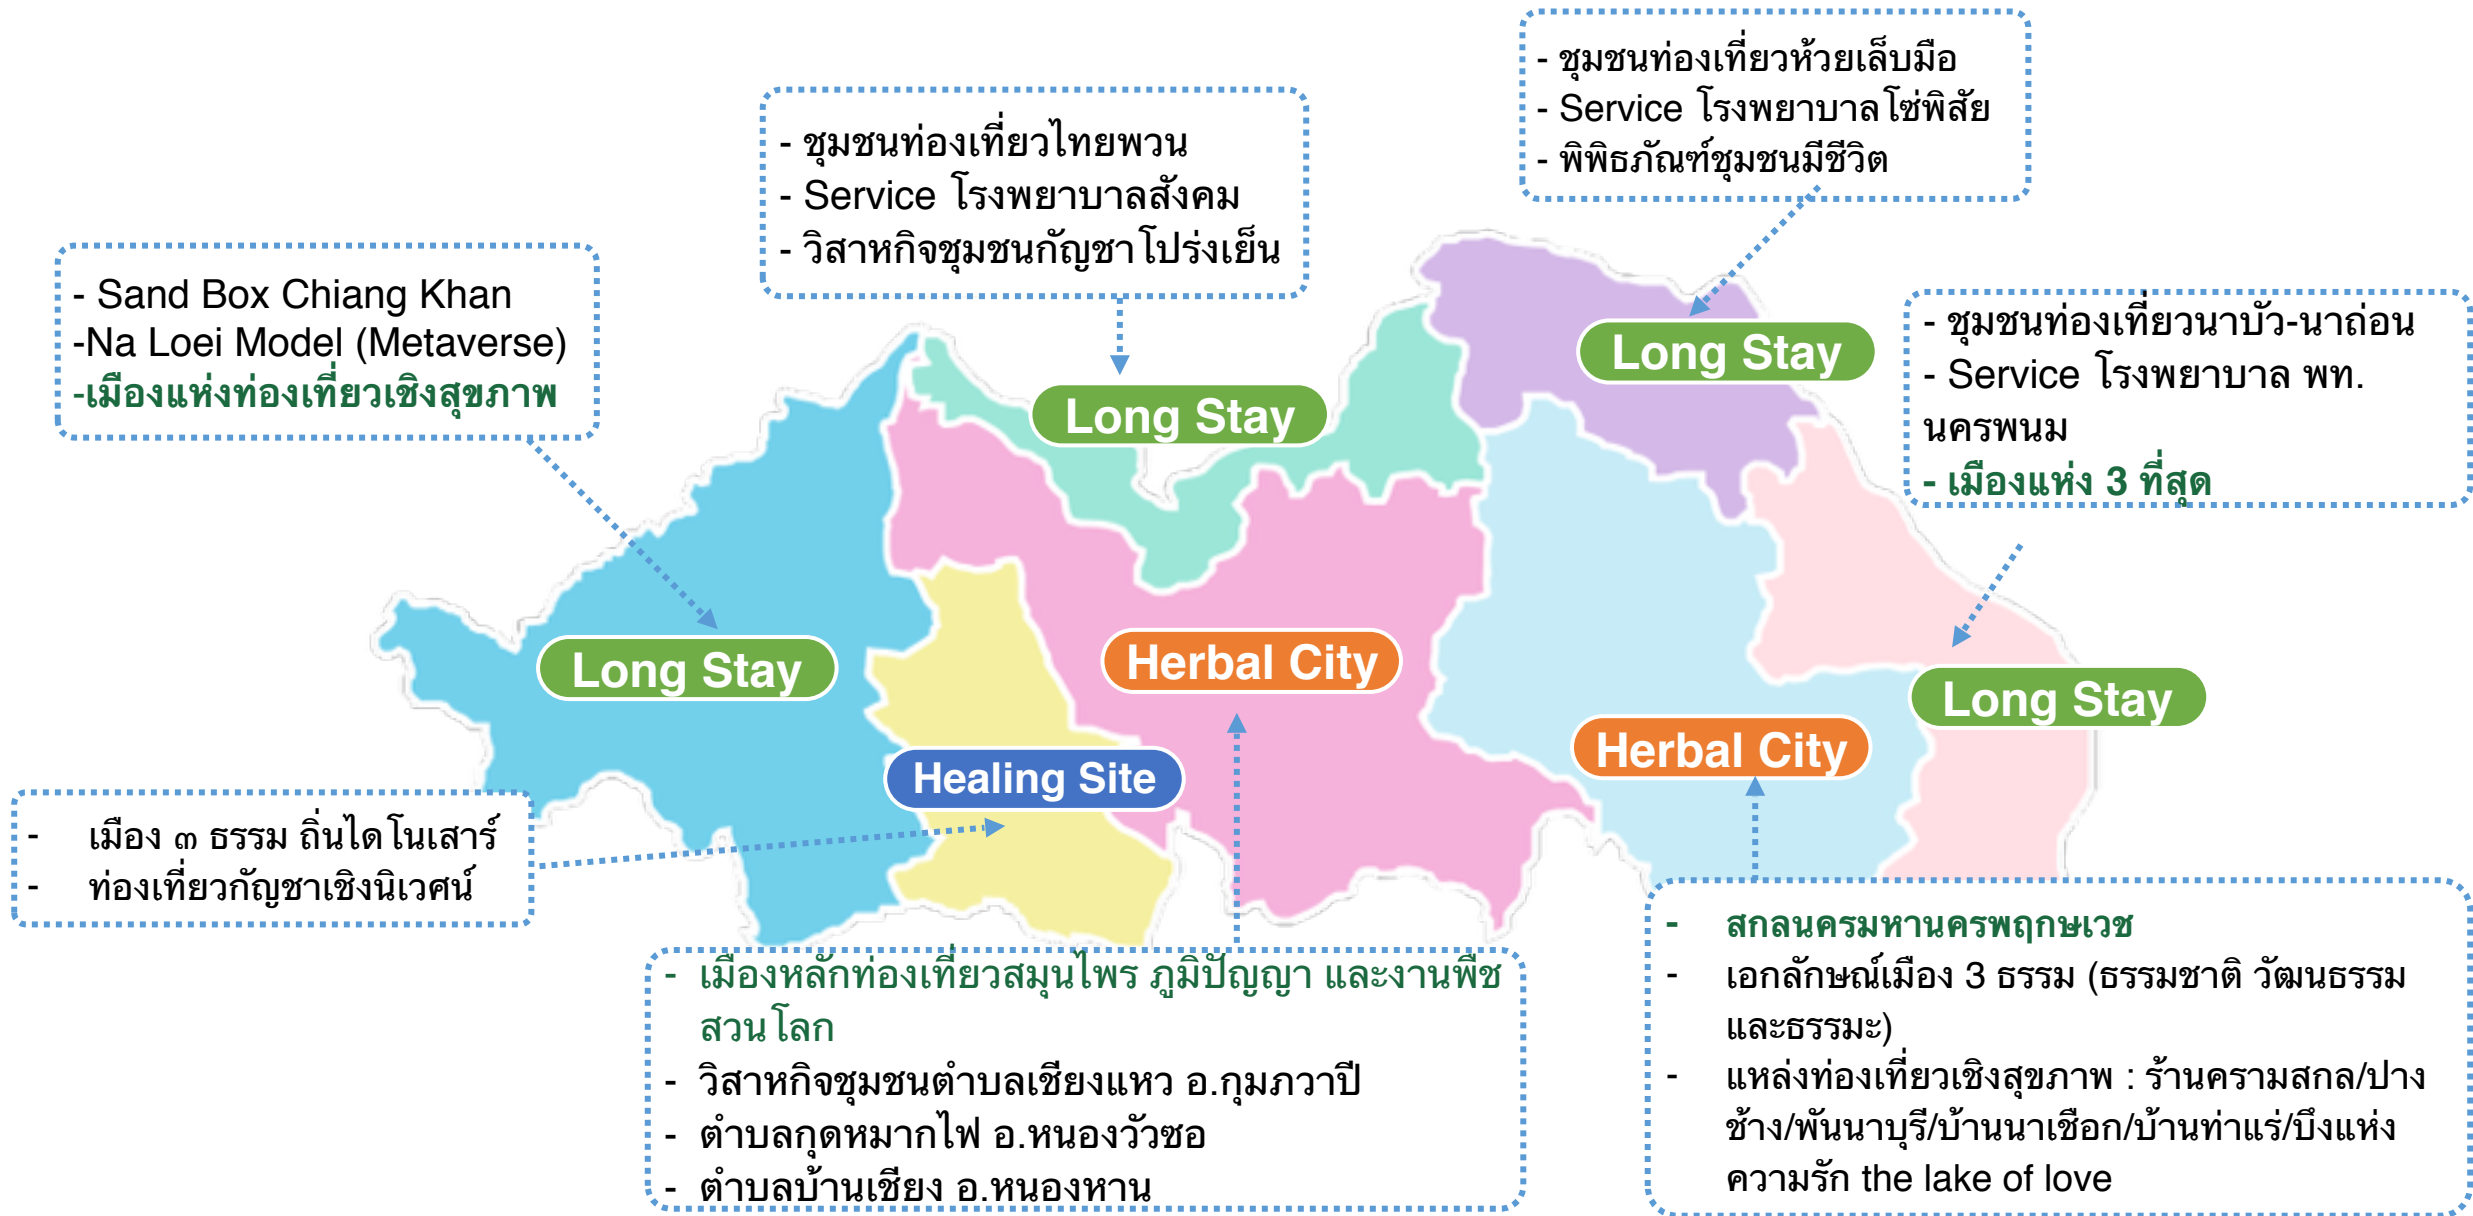 - ชุมชนท่องเที่ยวห้วยเล็บมือ
- Service โรงพยาบาลโซ่พิสัย
- พิพิธภัณฑ์ชุมชนมีชีวิต
- ชุมชนท่องเที่ยวไทยพวน
- Service โรงพยาบาลสังคม
- วิสาหกิจชุมชนกัญชาโปร่งเย็น
- Sand Box Chiang Khan
-Na Loei Model (Metaverse)
-เมืองแห่งท่องเที่ยวเชิงสุขภาพ
- ชุมชนท่องเที่ยวนาบัว-นาถ่อน
- Service โรงพยาบาล พท.
นครพนม
- เมืองแห่ง 3 ที่สุด
Long Stay
Long Stay
Long Stay
Herbal City
Long Stay
Herbal City
Healing Site
- เมือง ๓ ธรรม ถิ่นไดโนเสาร์
- ท่องเที่ยวกัญชาเชิงนิเวศน์
- เมืองหลักท่องเที่ยวสมุนไพร ภูมิปัญญา และงานพืช
สวนโลก
- วิสาหกิจชุมชนตำบลเชียงแหว อ.กุมภวาปี
- ตำบลกุดหมากไฟ อ.หนองวัวซอ
- ตำบลบ้านเชียง อ.หนองหาน
- สกลนครมหานครพฤกษเวช
- เอกลักษณ์เมือง 3 ธรรม (ธรรมชาติ วัฒนธรรม
และธรรมะ)
- แหล่งท่องเที่ยวเชิงสุขภาพ : ร้านครามสกล/ปาง
ช้าง/พันนาบุรี/บ้านนาเชือก/บ้านท่าแร่/บึงแห่ง
ความรัก the lake of love